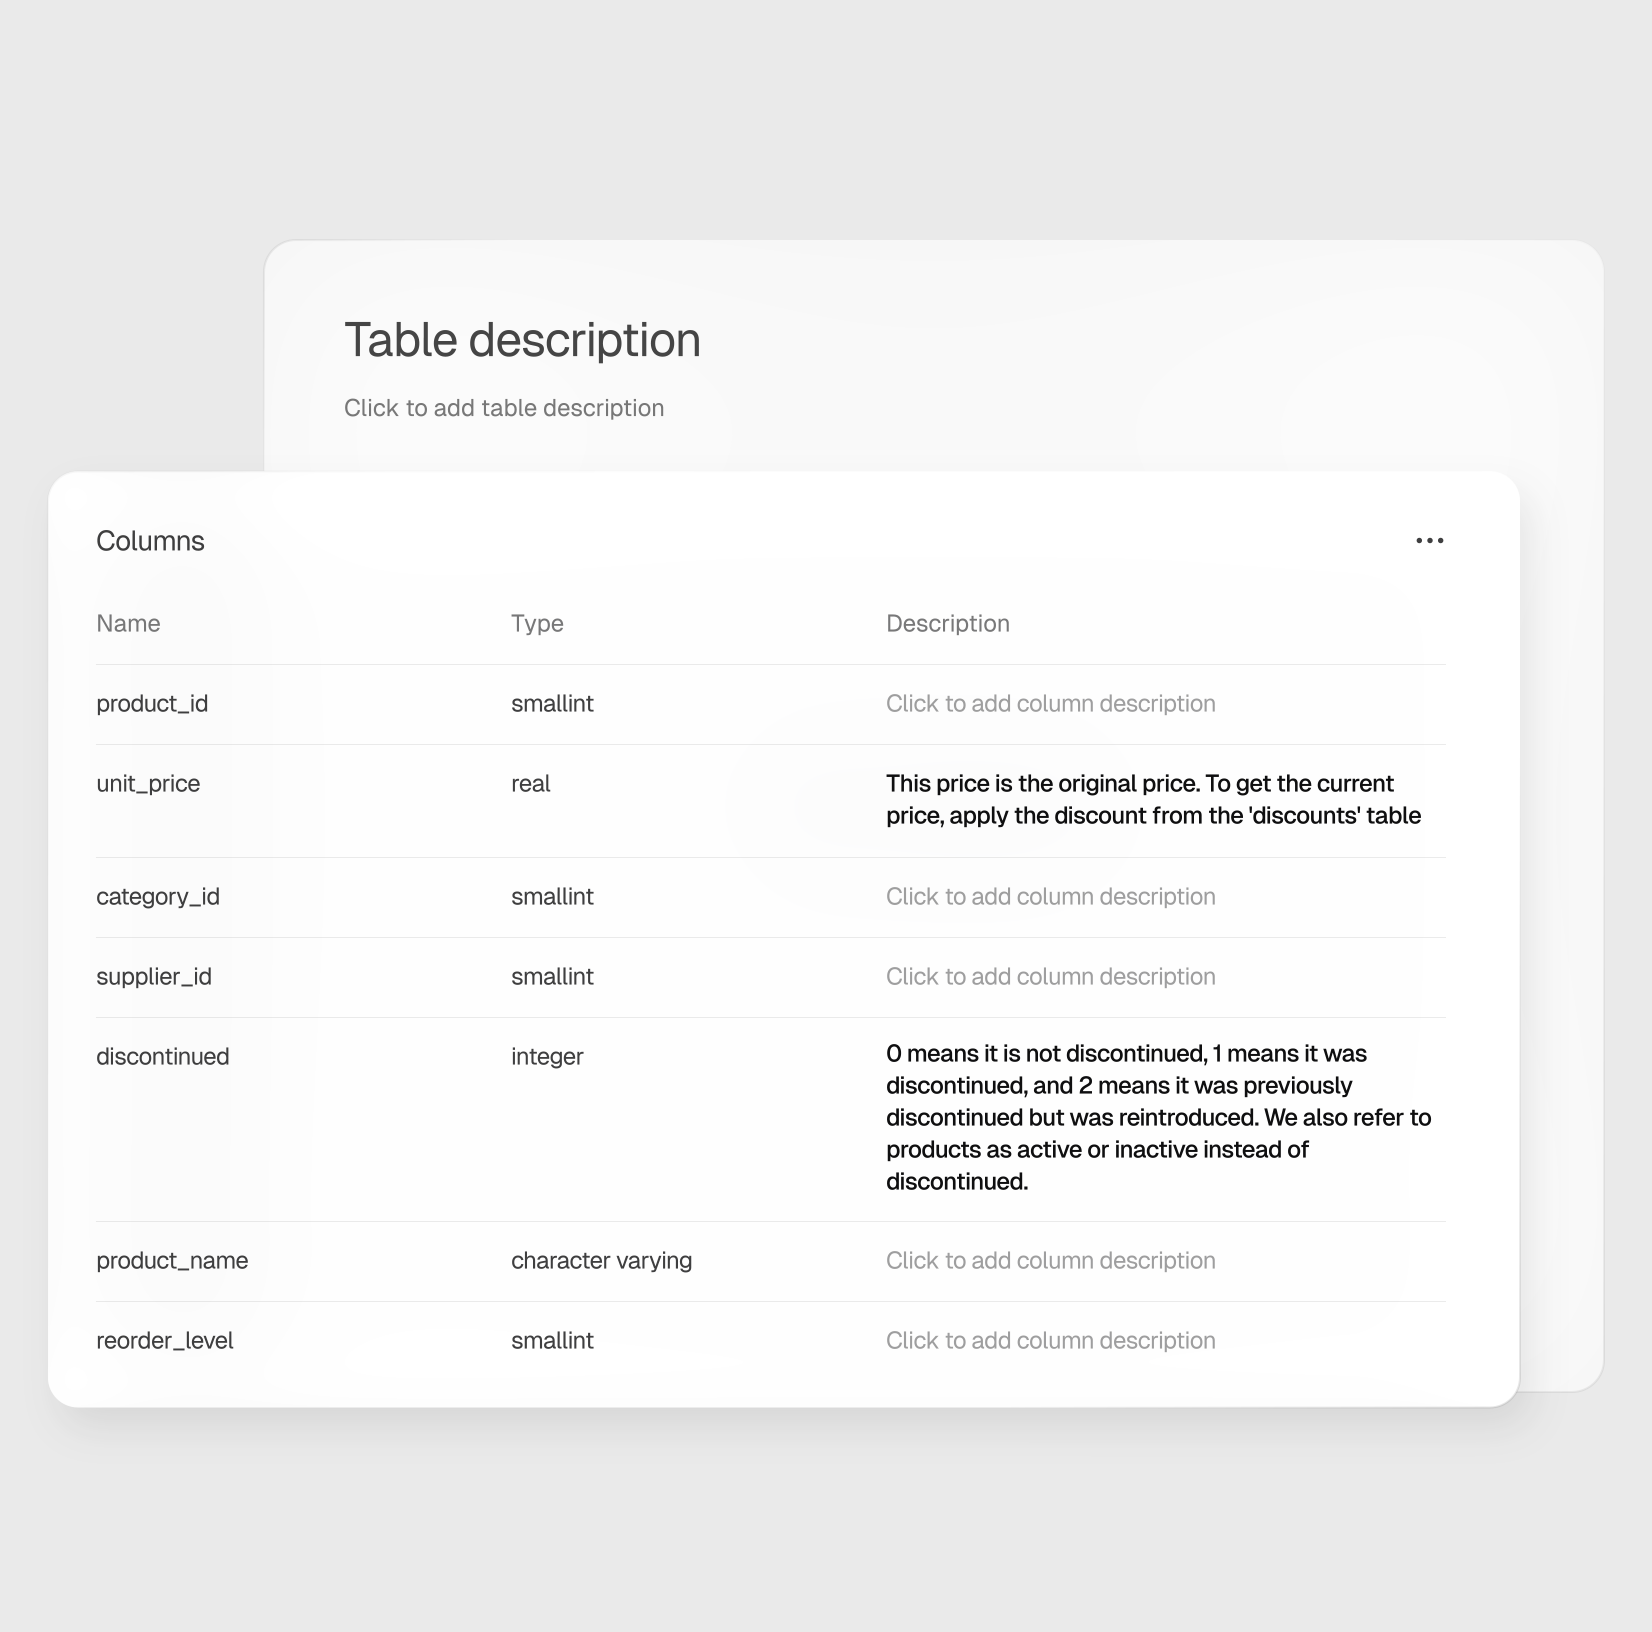 Table description
Click to add table description
Columns
Name Type Description
product_id smallint Click to add column description
unit_price real This price is the original price. To get the current
price, apply the discount from the 'discounts' table
category_id smallint Click to add column description
supplier_id smallint Click to add column description
discontinued integer 0 means it is not discontinued, 1 means it was
discontinued, and 2 means it was previously
discontinued but was reintroduced. We also refer to
products as active or inactive instead of
discontinued.
product_name character varying Click to add column description
reorder_level smallint Click to add column description